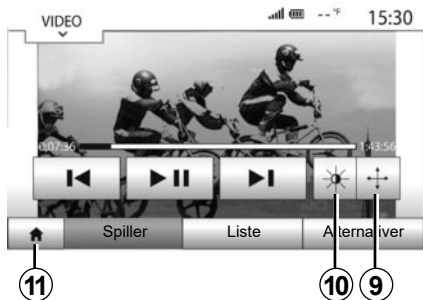 VIDEO
--°F 15:30
0:07:36 1:43:56
Spiller Liste Alternativer
11 10 9